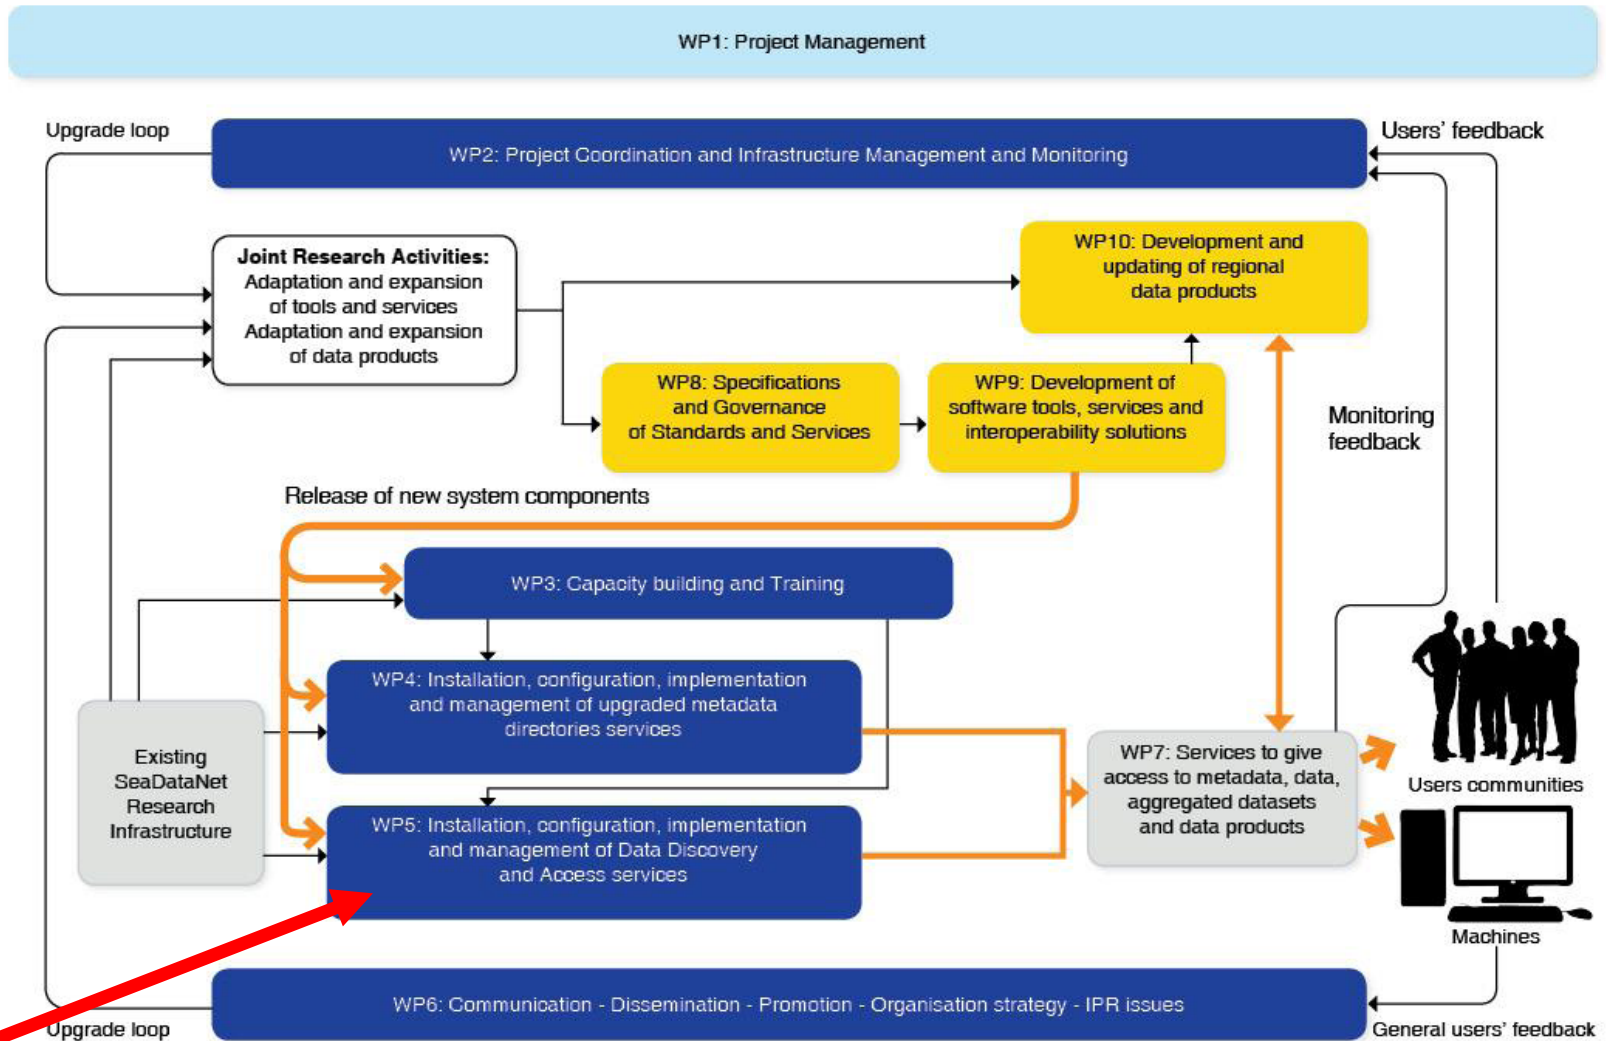 WP1: Project Management
Upgrade loop
WP2: Project Coordination and Infrastructure Management and Monitoring
Users' feedback
Joint Research Activities:
Adaptation and expansion
of tools and services
Adaptation and expansion
of data products
WP10: Development and
updating of regional
data products
WP8: Specifications
and Governance
of Standards and Services
WP9: Development of
software tools, services and
interoperability solutions
Monitoring
feedback
Release of new system components
WP3: Capacity building and Training
WP4: Installation, configuration, implementation
and management of upgraded metadata
directories services
Existing
SeaDataNet
Research
Infrastructure
WP5: Installation, configuration, implementation
and management of Data Discovery
and Access services
WP7: Services to give
access to metadata, data,
aggregated datasets
and data products
Users communities
Machines
WP6: Communication - Dissemination - Promotion - Organisation strategy - IPR issues
Upgrade loop
General users' feedback